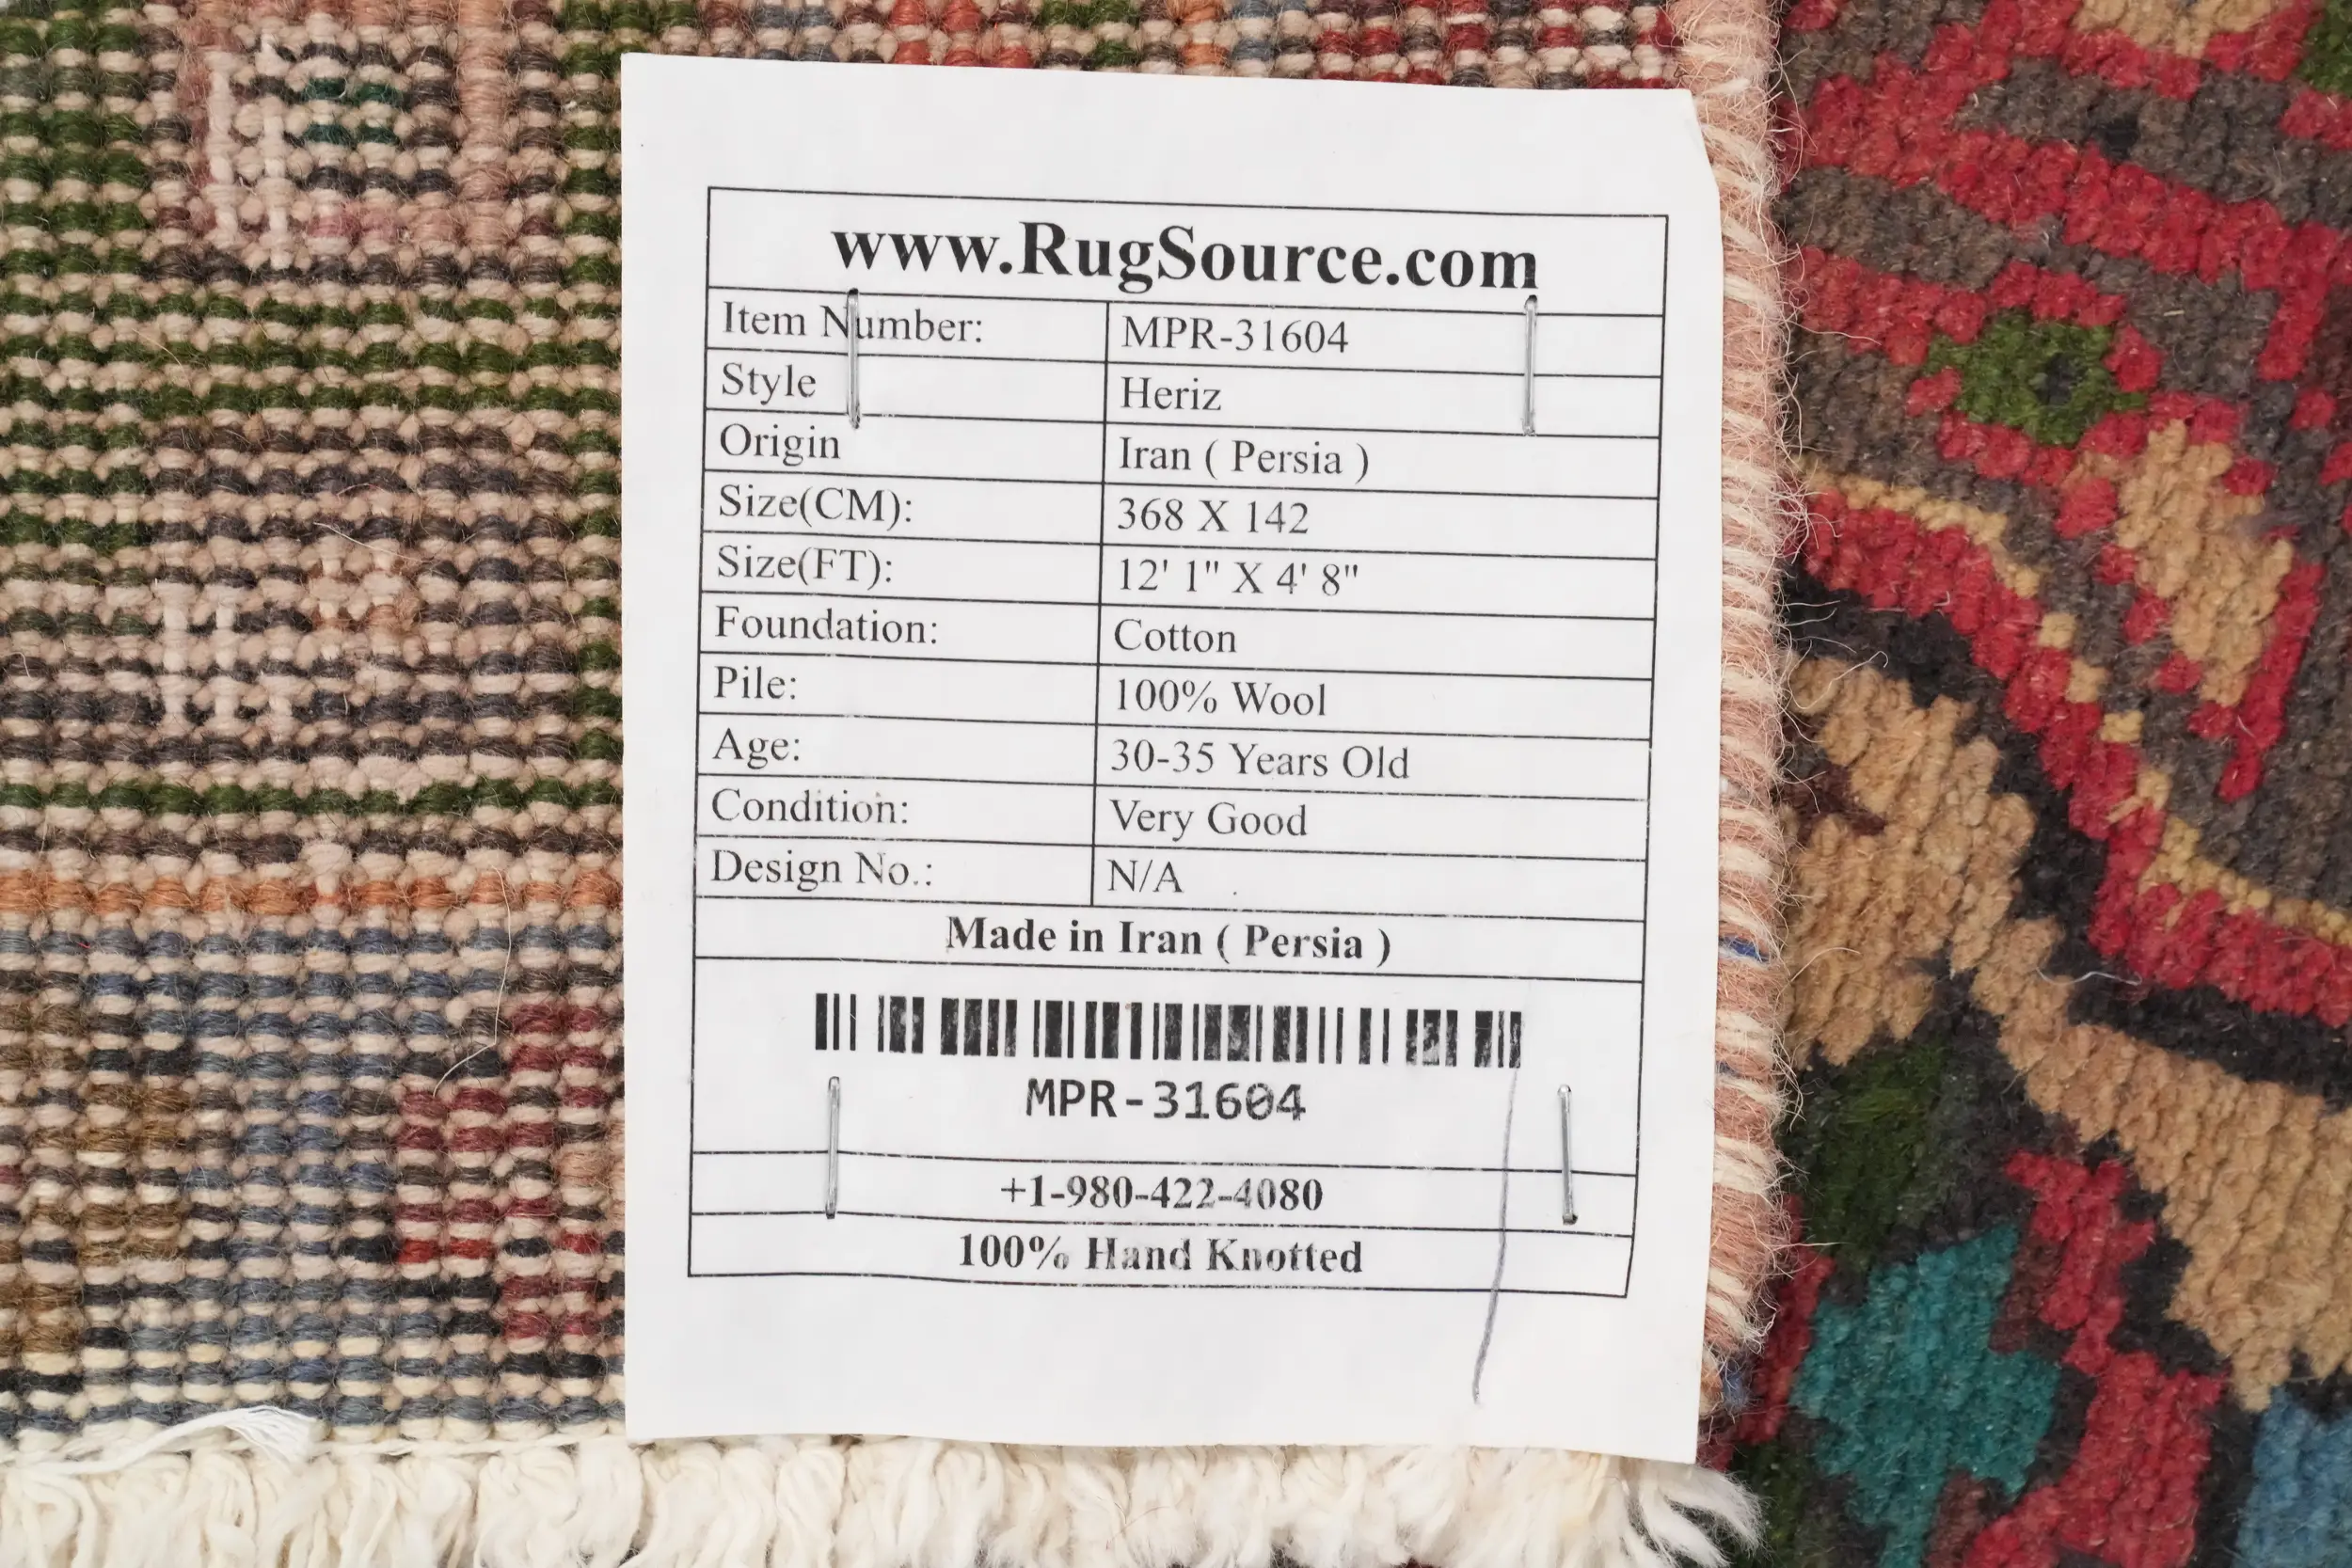 www.RugSource.com
Item Number: MPR-31604
Style Heriz
Origin Iran ( Persia )
Size(CM): 368 X 142
Size(FT): 12' 1" X 4' 8"
Foundation: Cotton
Pile: 100% Wool
Age: 30-35 Years Old
Condition: Very Good
Design No.: N/A
Made in Iran ( Persia )
MPR-31604
+1-980-422-4080
100% Hand Knotted